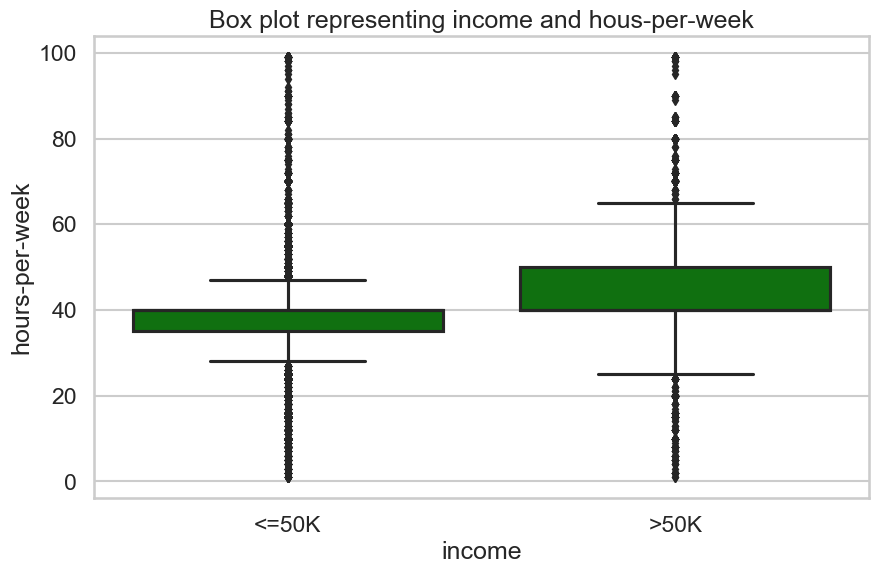 Box plot representing income and hous-per-week
100
80
60
40
20
0
hours-per-week
<=50K
>50K
income